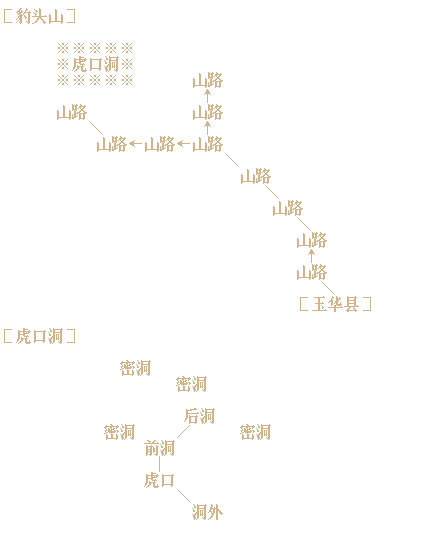 ［豹头山］
※※※※※
※虎口洞※
※※※※※
山路
山路
山路
山路
山路
山路
山路
山路
山路
山路
［玉华县］
［虎口洞］
密洞
密洞
后洞
密洞
密洞
前洞
虎口
洞外